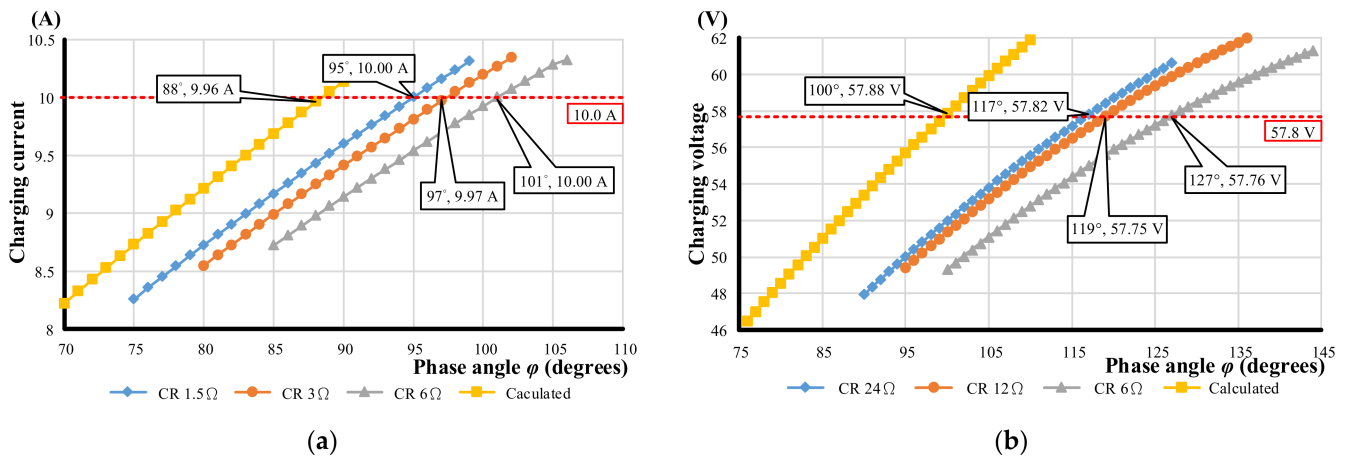 (A)
Charging current
10.5
10
9.5
9
8.5
8
70
75
80
85
90
95
100
105
110
88°, 9.96 A
95°, 10.00 A
10.0 A
97°, 9.97 A
101°, 10.00 A
Phase angle φ (degrees)
CR 1.5Ω
CR 3Ω
CR 6Ω
Caculated
(a)
(V)
Charging voltage
62
60
58
56
54
52
50
48
46
75
85
95
105
115
125
135
145
100°, 57.88 V
117°, 57.82 V
57.8 V
127°, 57.76 V
119°, 57.75 V
Phase angle φ (degrees)
CR 24Ω
CR 12Ω
CR 6Ω
Calculated
(b)